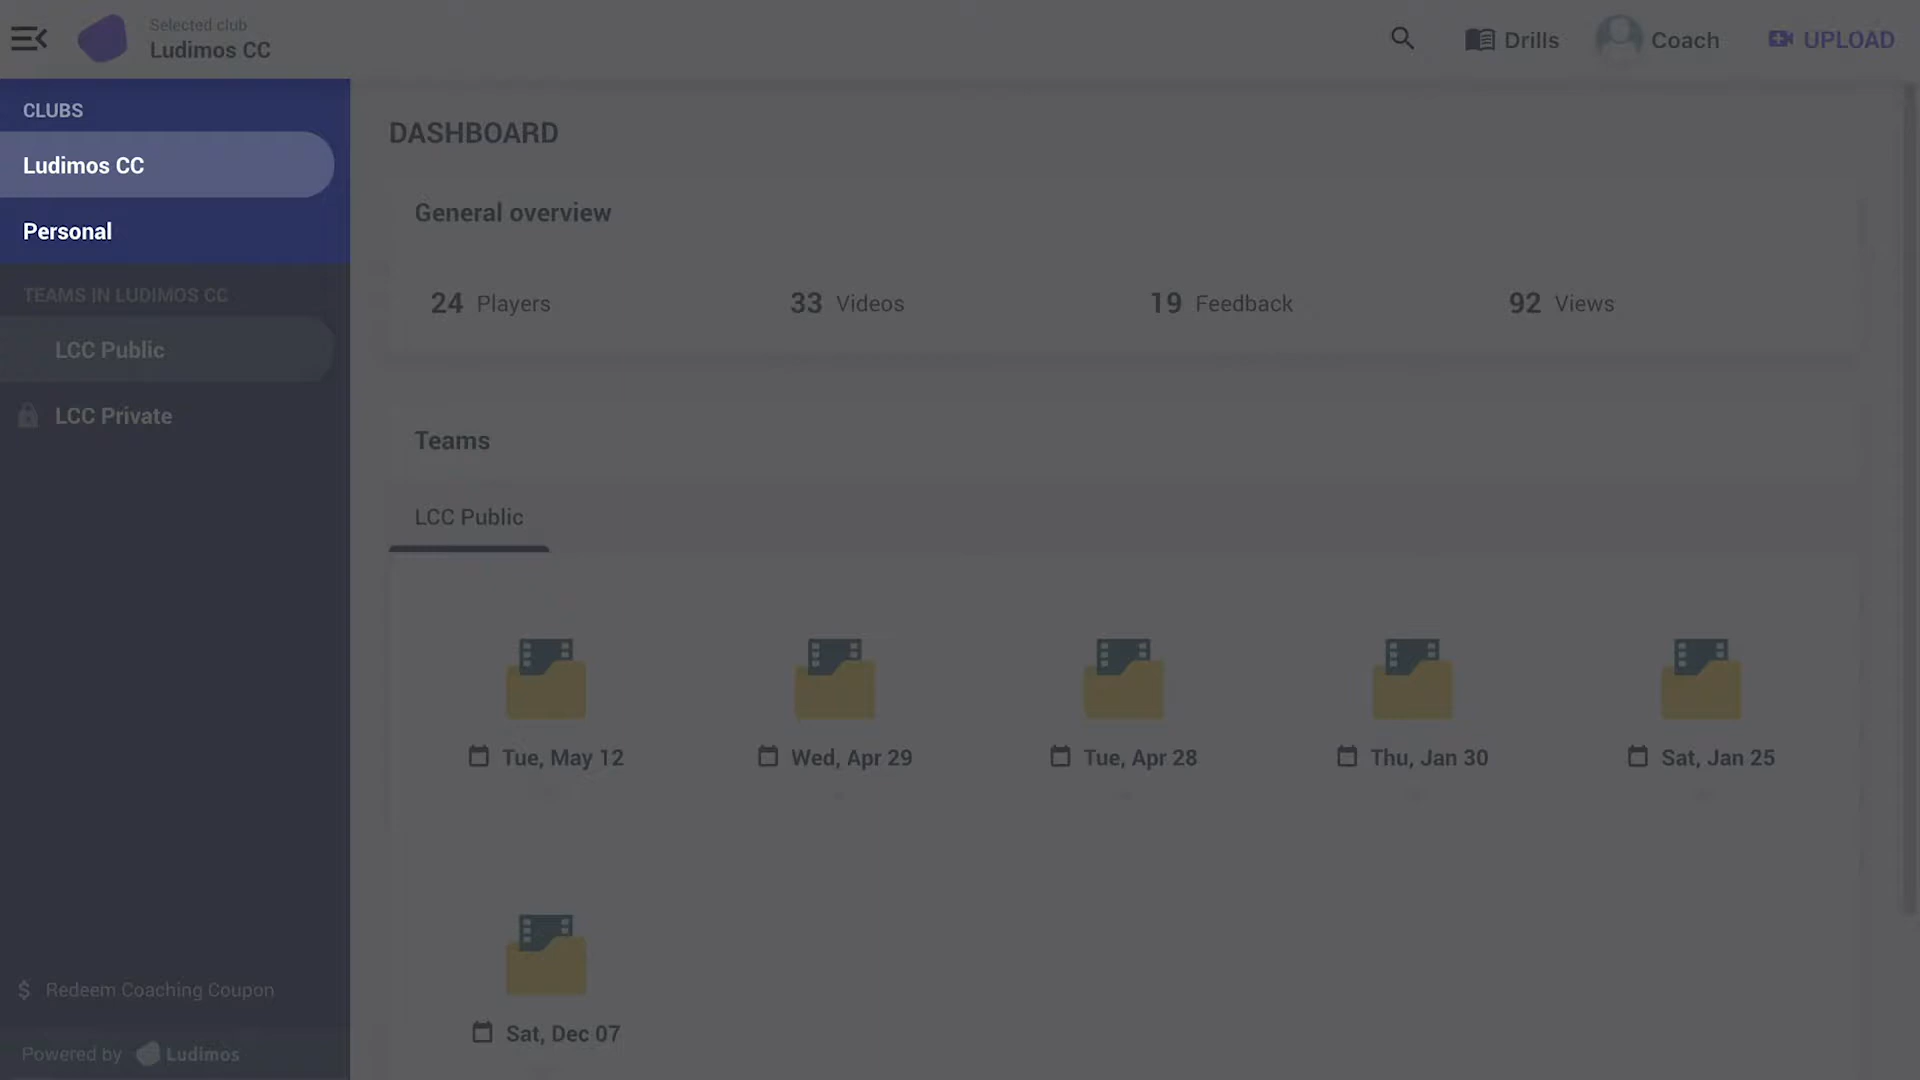 Selected club
Ludimos CC
Drills
Coach
UPLOAD
CLUBS
Ludimos CC
Personal
TEAMS IN LUDIMOS CC
LCC Public
LCC Private
$ Redeem Coaching Coupon
Powered by Ludimos
DASHBOARD
General overview
24 Players
33 Videos
19 Feedback
92 Views
Teams
LCC Public
Tue, May 12
Wed, Apr 29
Tue, Apr 28
Thu, Jan 30
Sat, Jan 25
Sat, Dec 07